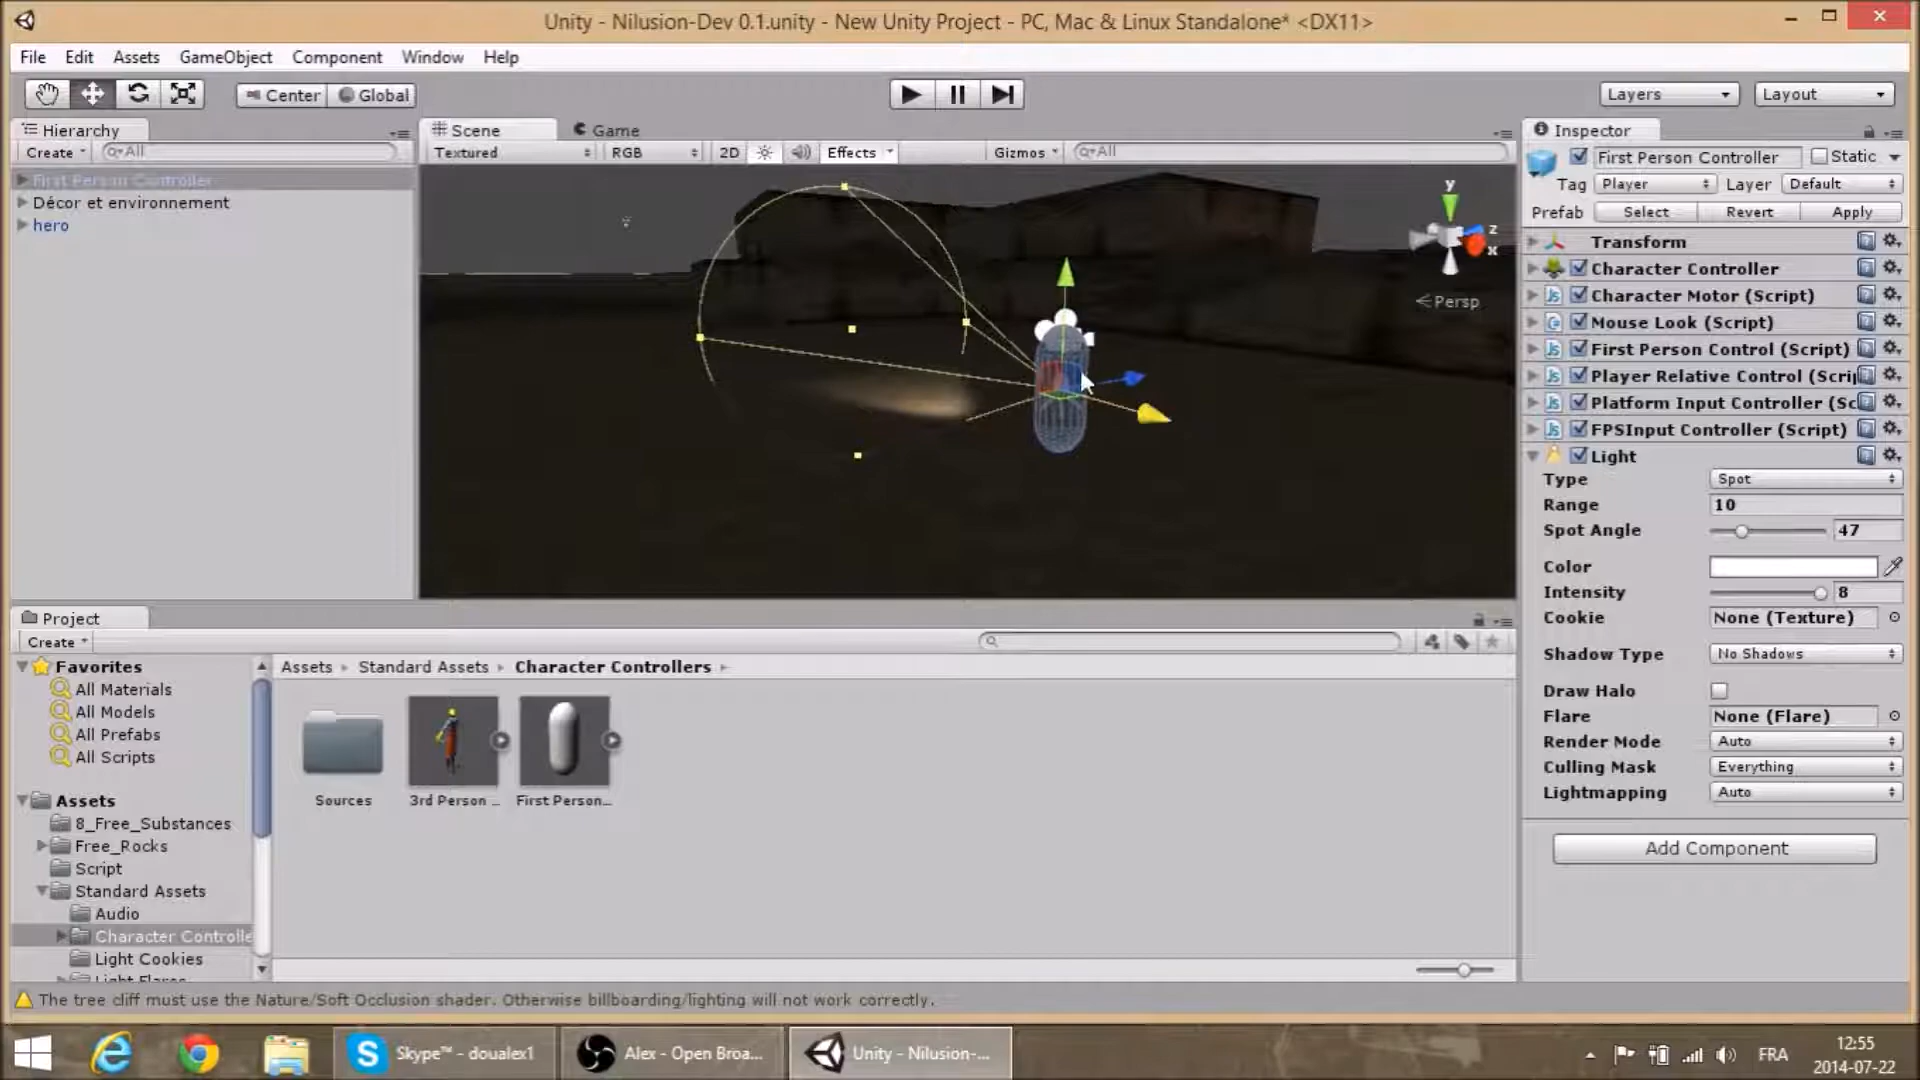 Unity - Nilusion-Dev 0.1.unity - New Unity Project - PC, Mac & Linux Standalone* <DX11>
File Edit Assets GameObject Component Window Help
Center Global
Layers Layout
Hierarchy
Create All
First Person Controller
Décor et environnement
hero
Scene Game
Textured RGB 2D Effects Gizmos All
y
z
x
Persp
Inspector
First Person Controller Static
Tag Player Layer Default
Prefab Select Revert Apply
Transform
Character Controller
Character Motor (Script)
Mouse Look (Script)
First Person Control (Script)
Player Relative Control (Scri
Platform Input Controller (Sc
FPSInput Controller (Script)
Light
Type Spot
Range 10
Spot Angle 47
Color
Intensity 8
Cookie None (Texture)
Shadow Type No Shadows
Draw Halo
Flare None (Flare)
Render Mode Auto
Culling Mask Everything
Lightmapping Auto
Add Component
Project
Create
Favorites
All Materials
All Models
All Prefabs
All Scripts
Assets
8_Free_Substances
Free_Rocks
Script
Standard Assets
Audio
Character Controlle
Light Cookies
Light Flares
Assets Standard Assets Character Controllers
Sources 3rd Person ... First Person...
The tree cliff must use the Nature/Soft Occlusion shader. Otherwise billboarding/lighting will not work correctly.
Skype™ - doualex1
Alex - Open Broa...
Unity - Nilusion-...
FRA
12:55
2014-07-22